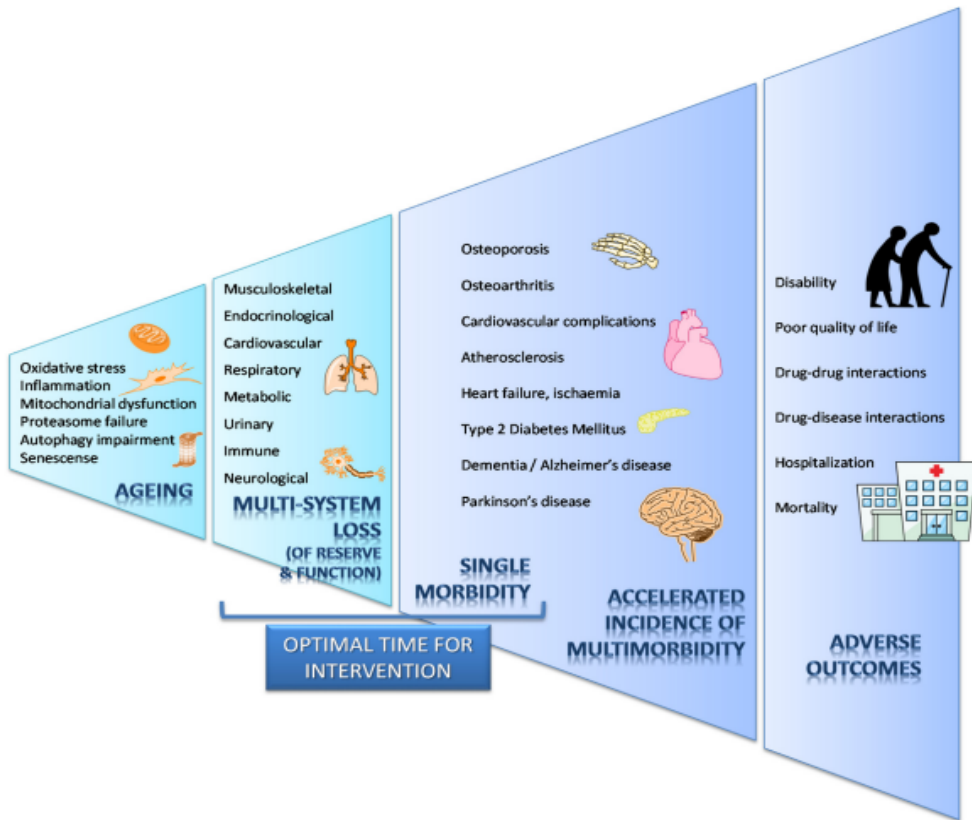 Oxidative stress
Inflammation
Mitochondrial dysfunction
Proteasome failure
Autophagy impairment
Senescense
AGEING
Musculoskeletal
Endocrinological
Cardiovascular
Respiratory
Metabolic
Urinary
Immune
Neurological
MULTI-SYSTEM
LOSS
(OF RESERVE
& FUNCTION)
Osteoporosis
Osteoarthritis
Cardiovascular complications
Atherosclerosis
Heart failure, ischaemia
Type 2 Diabetes Mellitus
Dementia / Alzheimer's disease
Parkinson's disease
SINGLE
MORBIDITY
ACCELERATED
INCIDENCE OF
MULTIMORBIDITY
OPTIMAL TIME FOR
INTERVENTION
Disability
Poor quality of life
Drug-drug interactions
Drug-disease interactions
Hospitalization
Mortality
ADVERSE
OUTCOMES